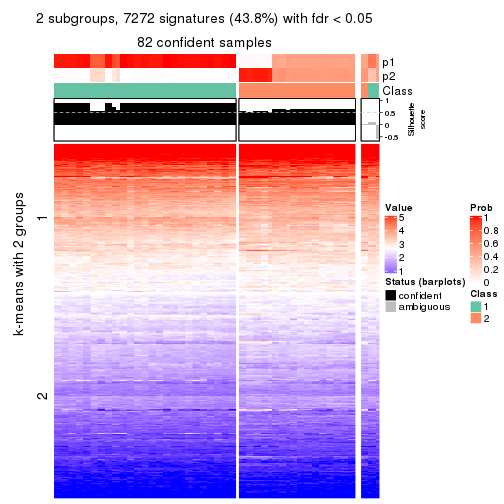 2 subgroups, 7272 signatures (43.8%) with fdr < 0.05
82 confident samples
p1
p2
Class
1
0.5
0
-0.5
Silhouette
score
k-means with 2 groups
1
2
Value
5
4
3
2
1
Status (barplots)
confident
ambiguous
Prob
1
0.8
0.6
0.4
0.2
0
Class
1
2